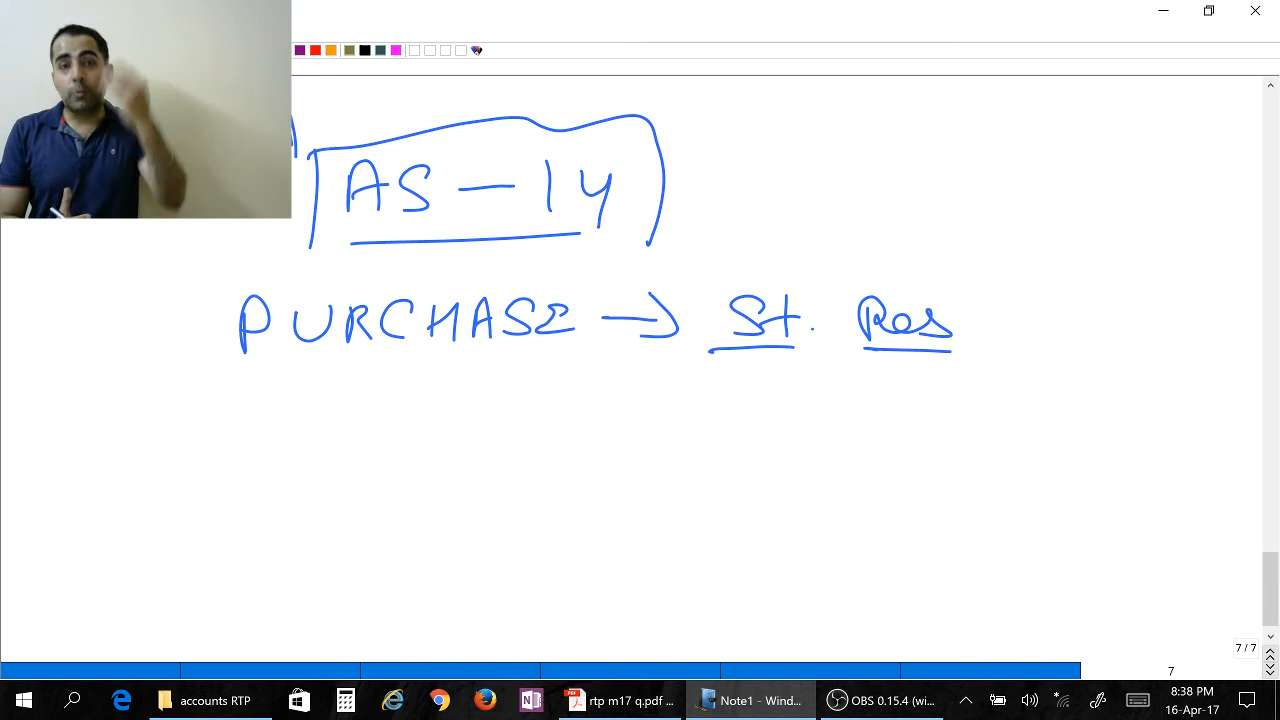 AS - 14
PURCHASE → St. Res
7 / 7
7
accounts RTP
rtp m17 q.pdf ...
Note1 - Wind...
OBS 0.15.4 (wi...
8:38 PM
16-Apr-17